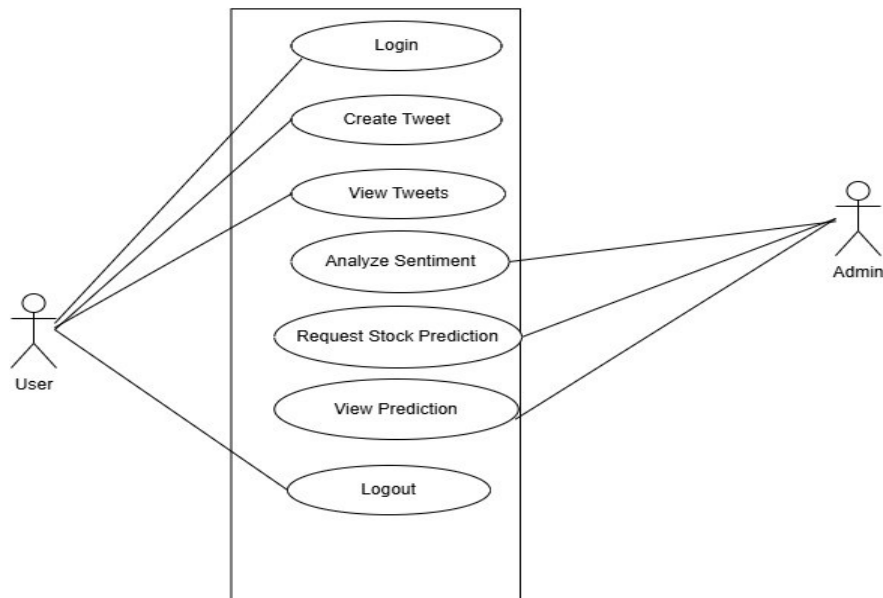 Login
Create Tweet
View Tweets
Analyze Sentiment
Admin
Request Stock Prediction
User
View Prediction
Logout